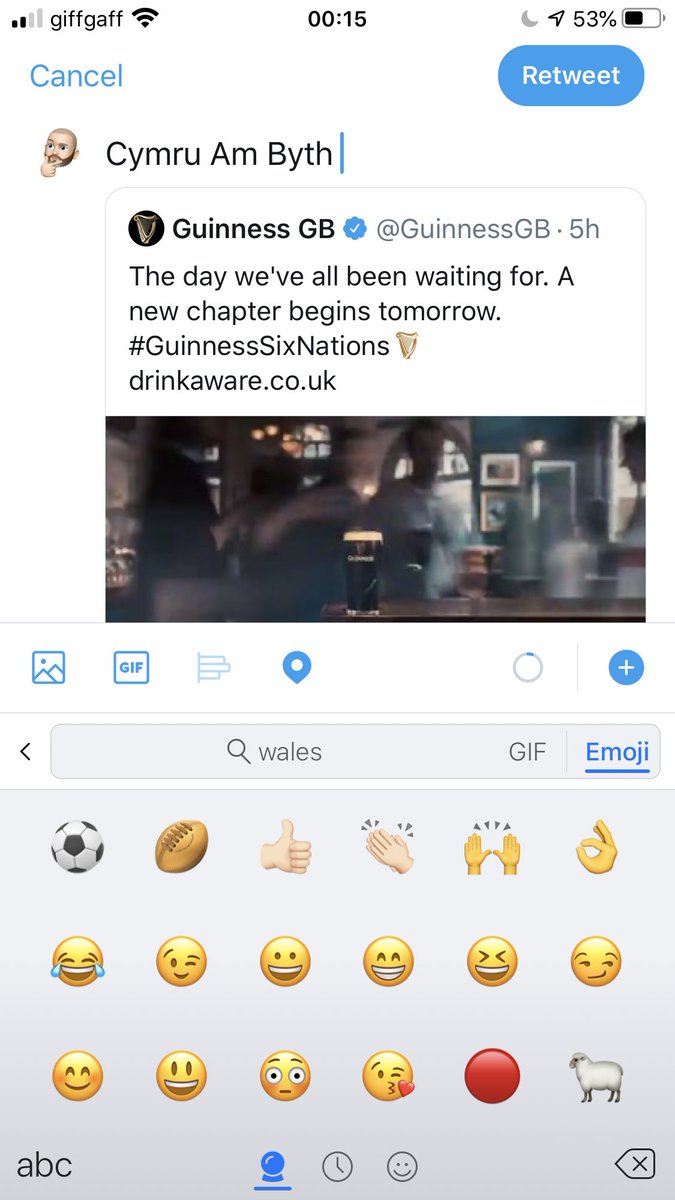 giffgaff 00:15 53%
Cancel Retweet
Cymru Am Byth
Guinness GB @GuinnessGB · 5h
The day we've all been waiting for. A
new chapter begins tomorrow.
#GuinnessSixNations
drinkaware.co.uk
GUINNESS
GIF
wales GIF Emoji
abc